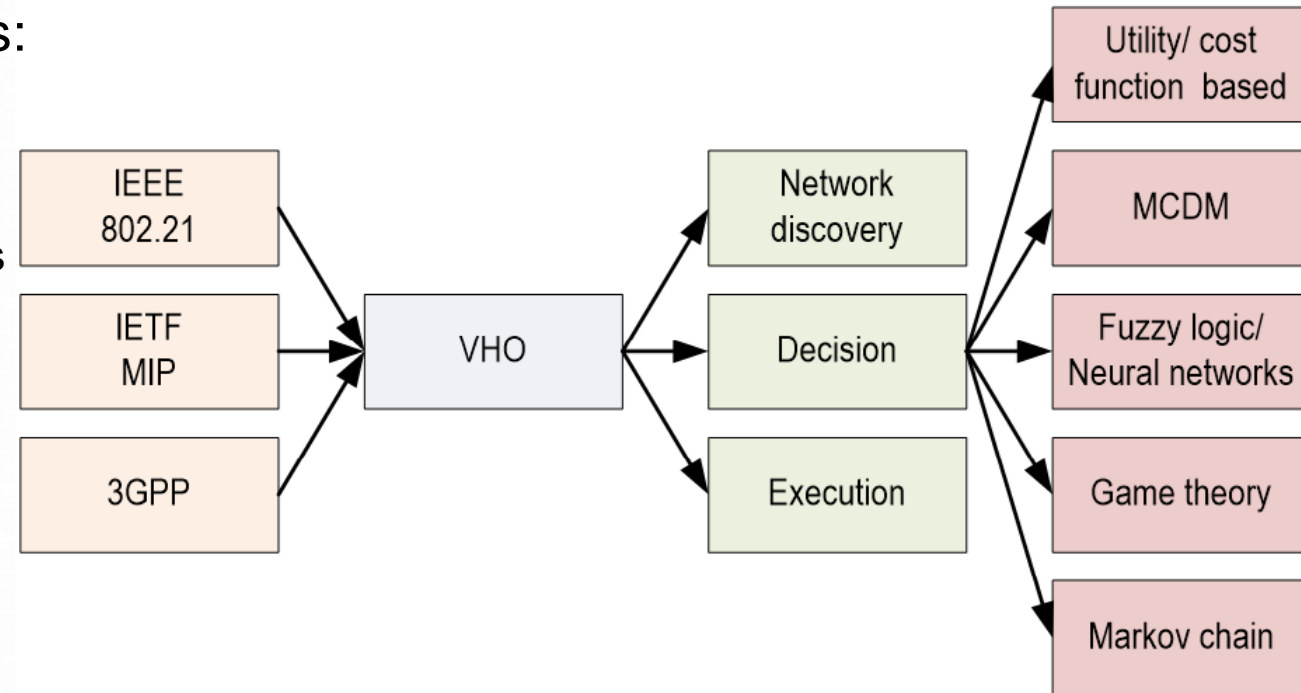 s:
s
IEEE
802.21
IETF
MIP
3GPP
VHO
Network
discovery
Decision
Execution
Utility/ cost
function based
MCDM
Fuzzy logic/
Neural networks
Game theory
Markov chain